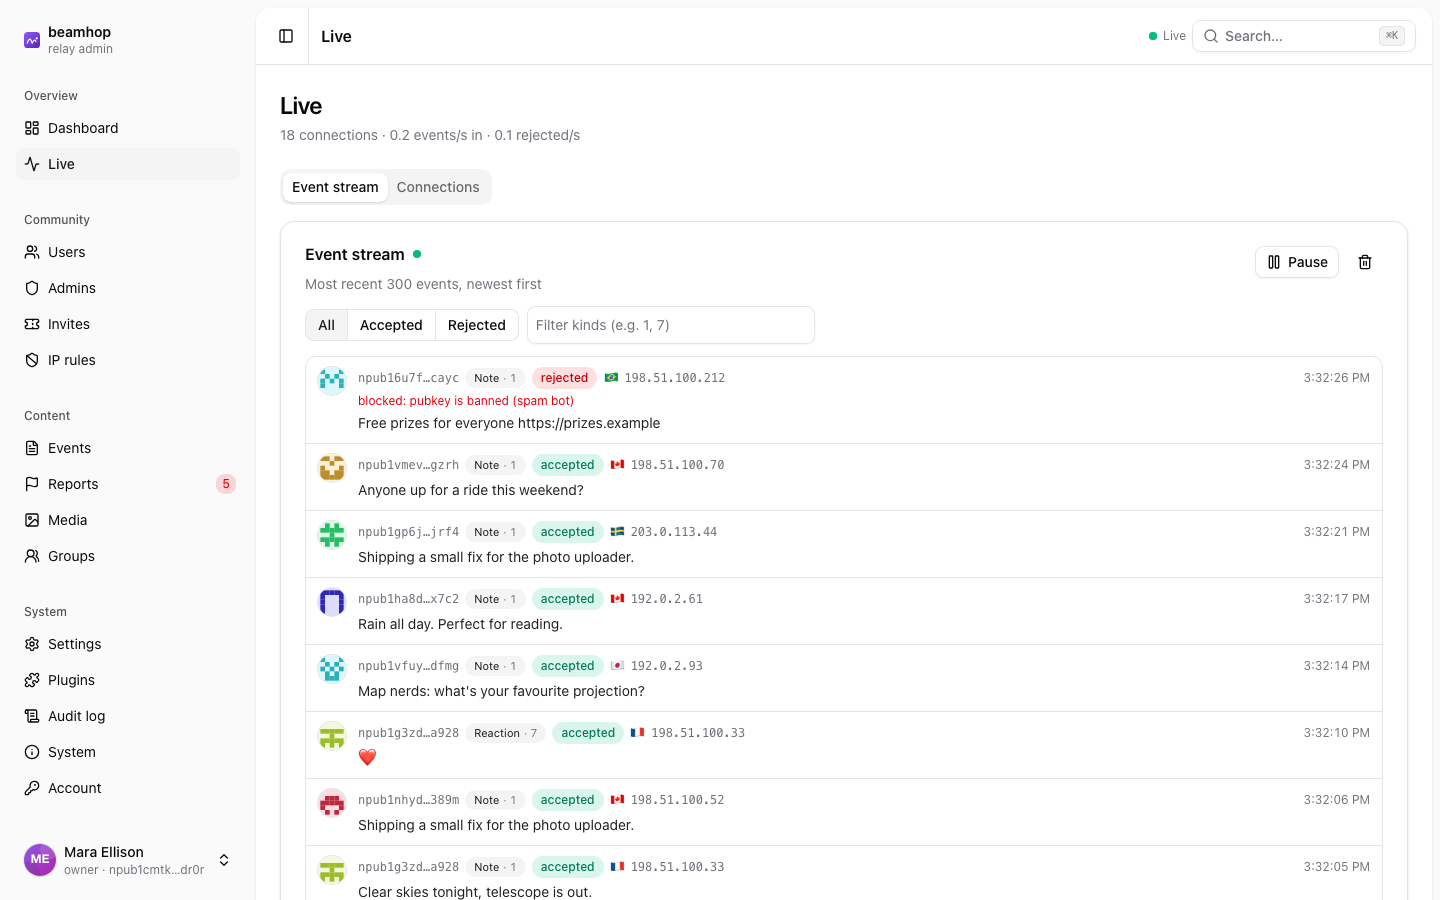 beamhop
relay admin
Overview
Dashboard
Live
Community
Users
Admins
Invites
IP rules
Content
Events
Reports 5
Media
Groups
System
Settings
Plugins
Audit log
System
Account
ME
Mara Ellison
owner · npub1cmtk...dr0r
Live
Live
Search...
⌘K
Live
18 connections · 0.2 events/s in · 0.1 rejected/s
Event stream Connections
Event stream
Pause
Most recent 300 events, newest first
All Accepted Rejected Filter kinds (e.g. 1, 7)
npub16u7f…cayc Note · 1 rejected 198.51.100.212 3:32:26 PM
blocked: pubkey is banned (spam bot)
Free prizes for everyone https://prizes.example
npub1vmev…gzrh Note · 1 accepted 198.51.100.70 3:32:24 PM
Anyone up for a ride this weekend?
npub1gp6j…jrf4 Note · 1 accepted 203.0.113.44 3:32:21 PM
Shipping a small fix for the photo uploader.
npub1ha8d…x7c2 Note · 1 accepted 192.0.2.61 3:32:17 PM
Rain all day. Perfect for reading.
npub1vfuy…dfmg Note · 1 accepted 192.0.2.93 3:32:14 PM
Map nerds: what's your favourite projection?
npub1g3zd…a928 Reaction · 7 accepted 198.51.100.33 3:32:10 PM
❤️
npub1nhyd…389m Note · 1 accepted 198.51.100.52 3:32:06 PM
Shipping a small fix for the photo uploader.
npub1g3zd…a928 Note · 1 accepted 198.51.100.33 3:32:05 PM
Clear skies tonight, telescope is out.